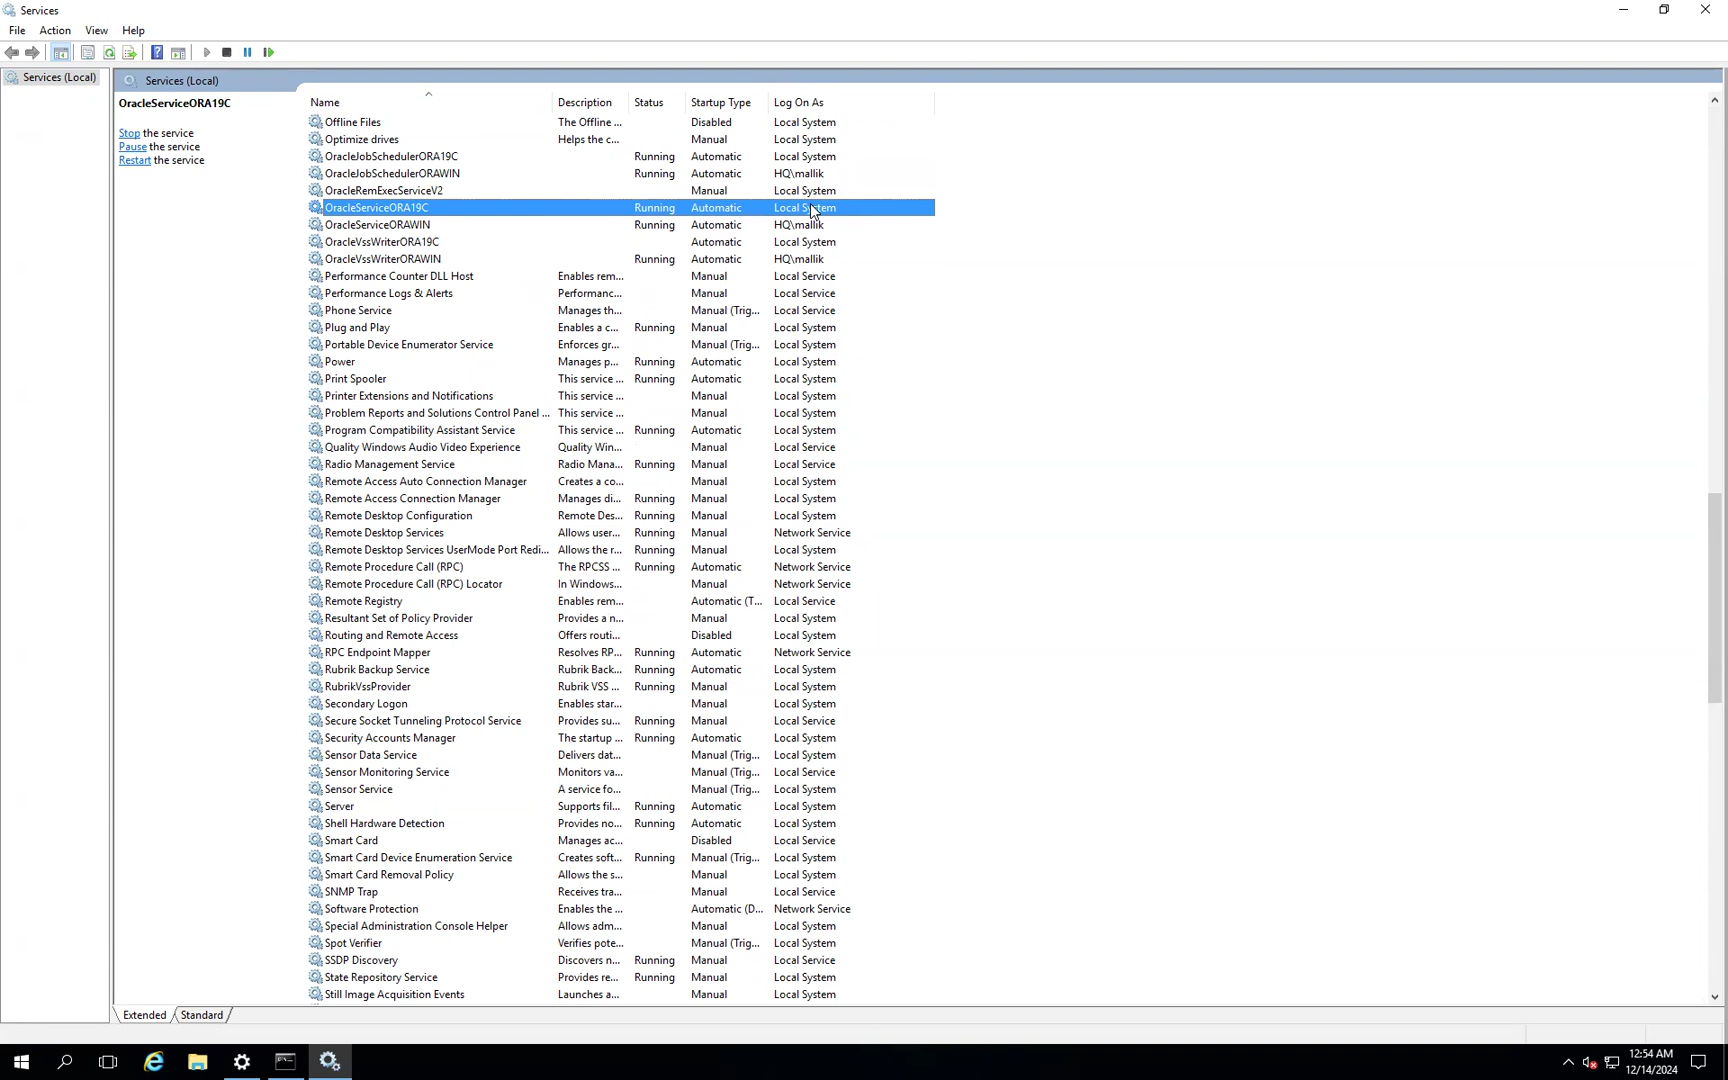 Services
File Action View Help
Services (Local)
Services (Local)
OracleServiceORA19C
Stop the service
Pause the service
Restart the service
Name Description Status Startup Type Log On As
Offline Files The Offline ... Disabled Local System
Optimize drives Helps the c... Manual Local System
OracleJobSchedulerORA19C Running Automatic Local System
OracleJobSchedulerORAWIN Running Automatic HQ\mallik
OracleRemExecServiceV2 Manual Local System
OracleServiceORA19C Running Automatic Local System
OracleServiceORAWIN Running Automatic HQ\mallik
OracleVssWriterORA19C Automatic Local System
OracleVssWriterORAWIN Running Automatic HQ\mallik
Performance Counter DLL Host Enables rem... Manual Local Service
Performance Logs & Alerts Performanc... Manual Local Service
Phone Service Manages th... Manual (Trig... Local Service
Plug and Play Enables a c... Running Manual Local System
Portable Device Enumerator Service Enforces gr... Manual (Trig... Local System
Power Manages p... Running Automatic Local System
Print Spooler This service ... Running Automatic Local System
Printer Extensions and Notifications This service ... Manual Local System
Problem Reports and Solutions Control Panel ... This service ... Manual Local System
Program Compatibility Assistant Service This service ... Running Automatic Local System
Quality Windows Audio Video Experience Quality Win... Manual Local Service
Radio Management Service Radio Mana... Running Manual Local Service
Remote Access Auto Connection Manager Creates a co... Manual Local System
Remote Access Connection Manager Manages di... Running Manual Local System
Remote Desktop Configuration Remote Des... Running Manual Local System
Remote Desktop Services Allows user... Running Manual Network Service
Remote Desktop Services UserMode Port Redi... Allows the r... Running Manual Local System
Remote Procedure Call (RPC) The RPCSS ... Running Automatic Network Service
Remote Procedure Call (RPC) Locator In Windows... Manual Network Service
Remote Registry Enables rem... Automatic (T... Local Service
Resultant Set of Policy Provider Provides a n... Manual Local System
Routing and Remote Access Offers routi... Disabled Local System
RPC Endpoint Mapper Resolves RP... Running Automatic Network Service
Rubrik Backup Service Rubrik Back... Running Automatic Local System
RubrikVssProvider Rubrik VSS ... Running Manual Local System
Secondary Logon Enables star... Manual Local System
Secure Socket Tunneling Protocol Service Provides su... Running Manual Local Service
Security Accounts Manager The startup ... Running Automatic Local System
Sensor Data Service Delivers dat... Manual (Trig... Local System
Sensor Monitoring Service Monitors va... Manual (Trig... Local Service
Sensor Service A service fo... Manual (Trig... Local System
Server Supports fil... Running Automatic Local System
Shell Hardware Detection Provides no... Running Automatic Local System
Smart Card Manages ac... Disabled Local Service
Smart Card Device Enumeration Service Creates soft... Running Manual (Trig... Local System
Smart Card Removal Policy Allows the s... Manual Local System
SNMP Trap Receives tra... Manual Local Service
Software Protection Enables the ... Automatic (D... Network Service
Special Administration Console Helper Allows adm... Manual Local System
Spot Verifier Verifies pote... Manual (Trig... Local System
SSDP Discovery Discovers n... Running Manual Local Service
State Repository Service Provides re... Running Manual Local System
Still Image Acquisition Events Launches a... Manual Local System
Extended Standard
12:54 AM
12/14/2024